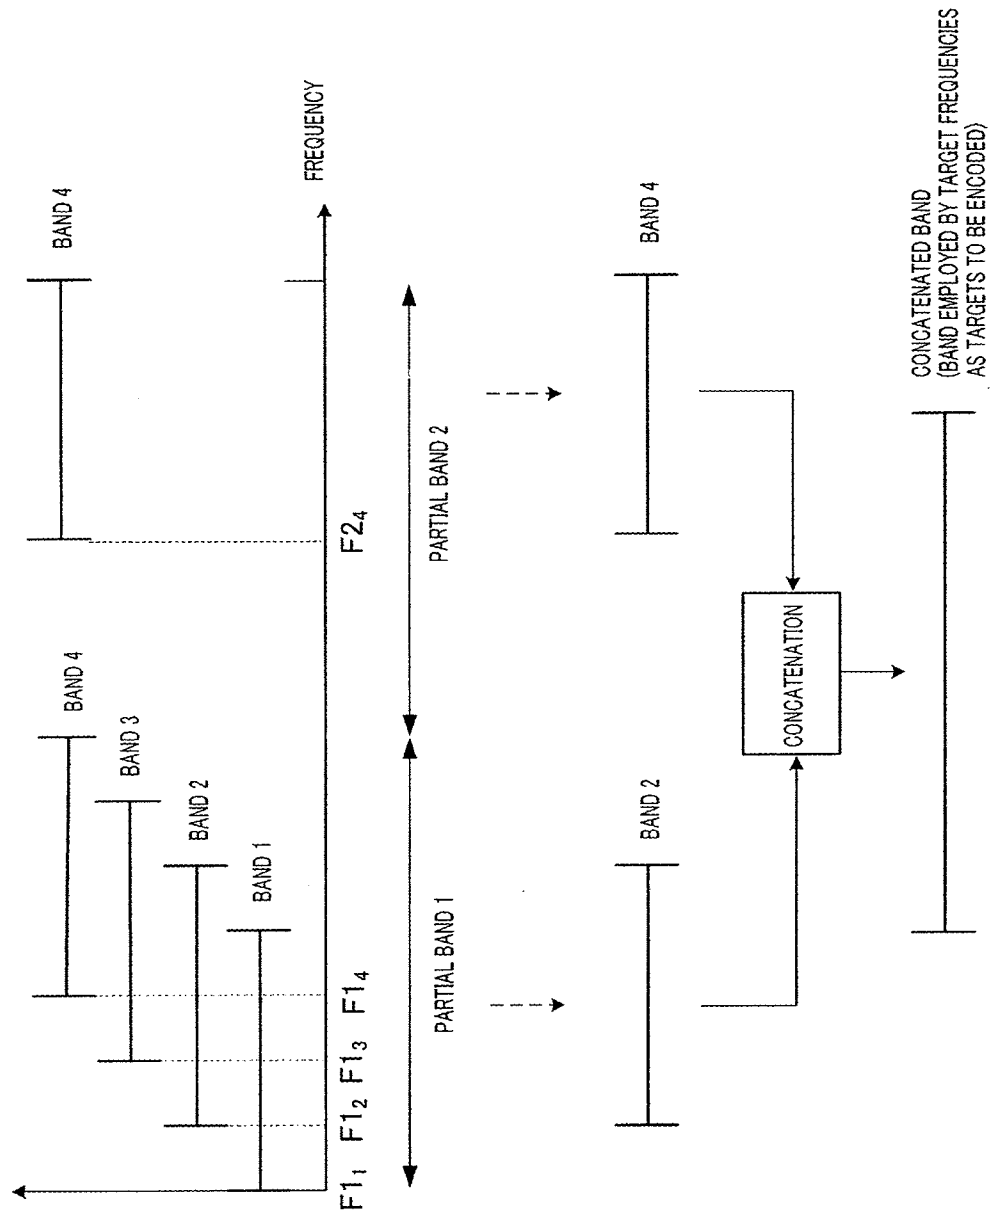 BAND 4
BAND 4
BAND 3
BAND 2
BAND 1
FREQUENCY
F1₁ F1₂ F1₃ F1₄ F2₄
PARTIAL BAND 1
PARTIAL BAND 2
BAND 2
BAND 4
CONCATENATION
CONCATENATED BAND
(BAND EMPLOYED BY TARGET FREQUENCIES
AS TARGETS TO BE ENCODED)